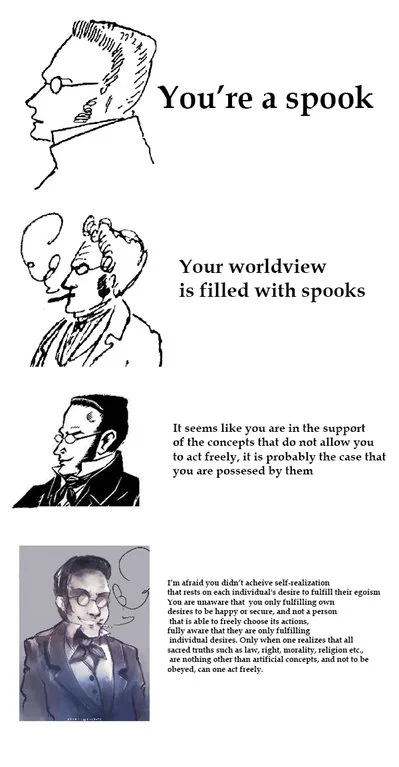 You're a spook
Your worldview
is filled with spooks
It seems like you are in the support
of the concepts that do not allow you
to act freely, it is probably the case that
you are possesed by them
I'm afraid you didn't acheive self-realization
that rests on each individual's desire to fulfill their egoism
You are unaware that you only fulfilling own
desires to be happy or secure, and not a person
that is able to freely choose its actions,
fully aware that they are only fulfilling
individual desires. Only when one realizes that all
sacred truths such as law, right, morality, religion etc.,
are nothing other than artificial concepts, and not to be
obeyed, can one act freely.